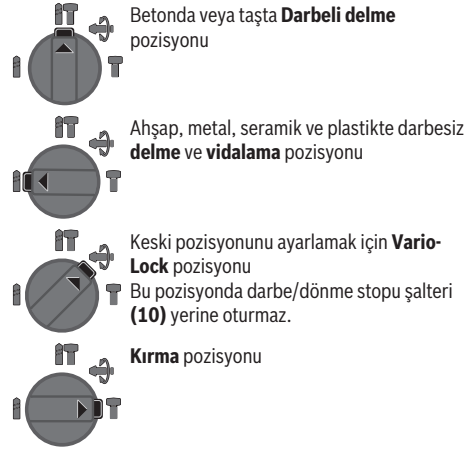 Betonda veya taşta Darbeli delme
pozisyonu
Ahşap, metal, seramik ve plastikte darbesiz
delme ve vidalama pozisyonu
Keski pozisyonunu ayarlamak için Vario-
Lock pozisyonu
Bu pozisyonda darbe/dönme stopu şalteri
(10) yerine oturmaz.
Kırma pozisyonu